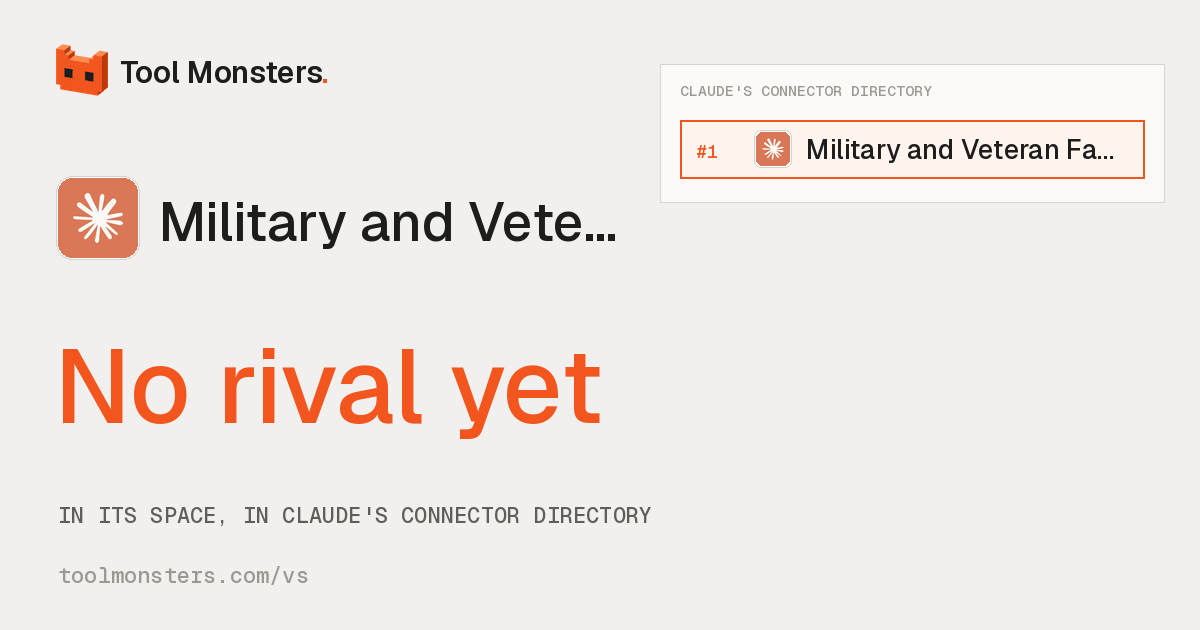 Tool Monsters.
CLAUDE'S CONNECTOR DIRECTORY
#1 Military and Veteran Fa...
Military and Vete...
No rival yet
IN ITS SPACE, IN CLAUDE'S CONNECTOR DIRECTORY
toolmonsters.com/vs